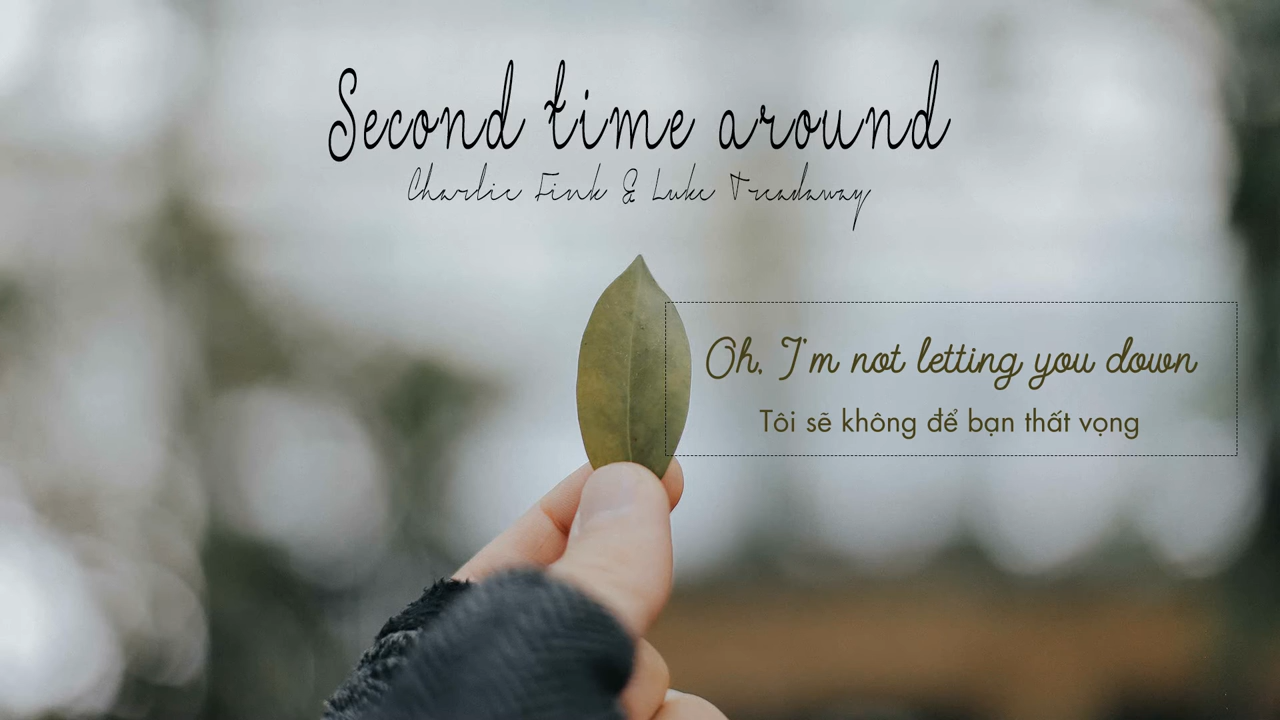 Second time around
Charlie Fink & Luke Treadaway
Oh, I'm not letting you down
Tôi sẽ không để bạn thất vọng